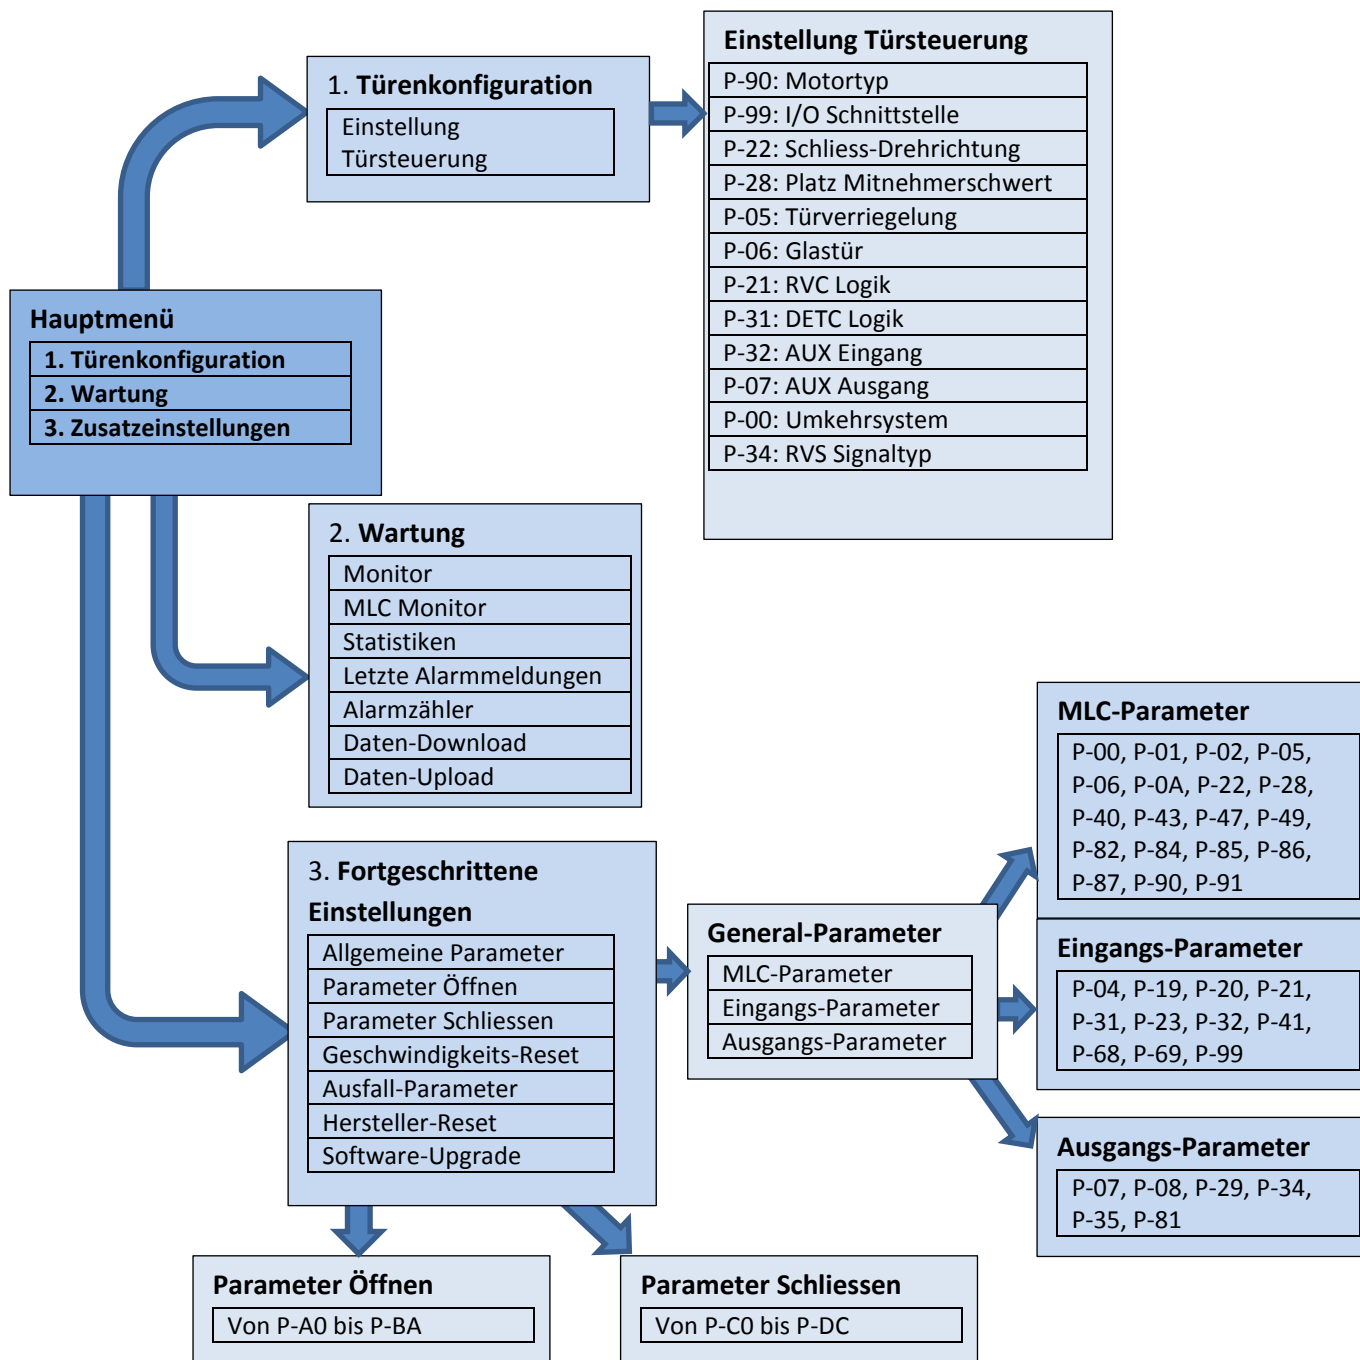 Hauptmenü
1. Türenkonfiguration
2. Wartung
3. Zusatzeinstellungen
1. Türenkonfiguration
Einstellung
Türsteuerung
Einstellung Türsteuerung
P-90: Motortyp
P-99: I/O Schnittstelle
P-22: Schliess-Drehrichtung
P-28: Platz Mitnehmerschwert
P-05: Türverriegelung
P-06: Glastür
P-21: RVC Logik
P-31: DETC Logik
P-32: AUX Eingang
P-07: AUX Ausgang
P-00: Umkehrsystem
P-34: RVS Signaltyp
2. Wartung
Monitor
MLC Monitor
Statistiken
Letzte Alarmmeldungen
Alarmzähler
Daten-Download
Daten-Upload
3. Fortgeschrittene
Einstellungen
Allgemeine Parameter
Parameter Öffnen
Parameter Schliessen
Geschwindigkeits-Reset
Ausfall-Parameter
Hersteller-Reset
Software-Upgrade
General-Parameter
MLC-Parameter
Eingangs-Parameter
Ausgangs-Parameter
MLC-Parameter
P-00, P-01, P-02, P-05,
P-06, P-0A, P-22, P-28,
P-40, P-43, P-47, P-49,
P-82, P-84, P-85, P-86,
P-87, P-90, P-91
Eingangs-Parameter
P-04, P-19, P-20, P-21,
P-31, P-23, P-32, P-41,
P-68, P-69, P-99
Ausgangs-Parameter
P-07, P-08, P-29, P-34,
P-35, P-81
Parameter Öffnen
Von P-A0 bis P-BA
Parameter Schliessen
Von P-C0 bis P-DC